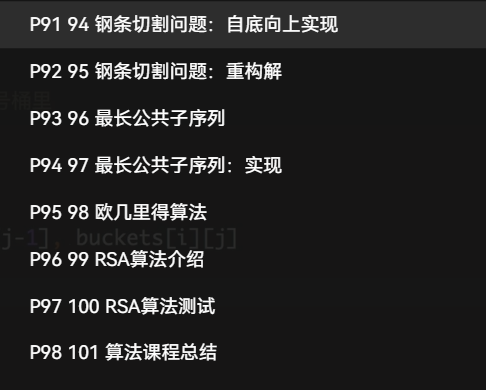 P91 94 钢条切割问题：自底向上实现
P92 95 钢条切割问题：重构解
P93 96 最长公共子序列
P94 97 最长公共子序列：实现
P95 98 欧几里得算法
j-1], buckets[i][j]
P96 99 RSA算法介绍
P97 100 RSA算法测试
P98 101 算法课程总结